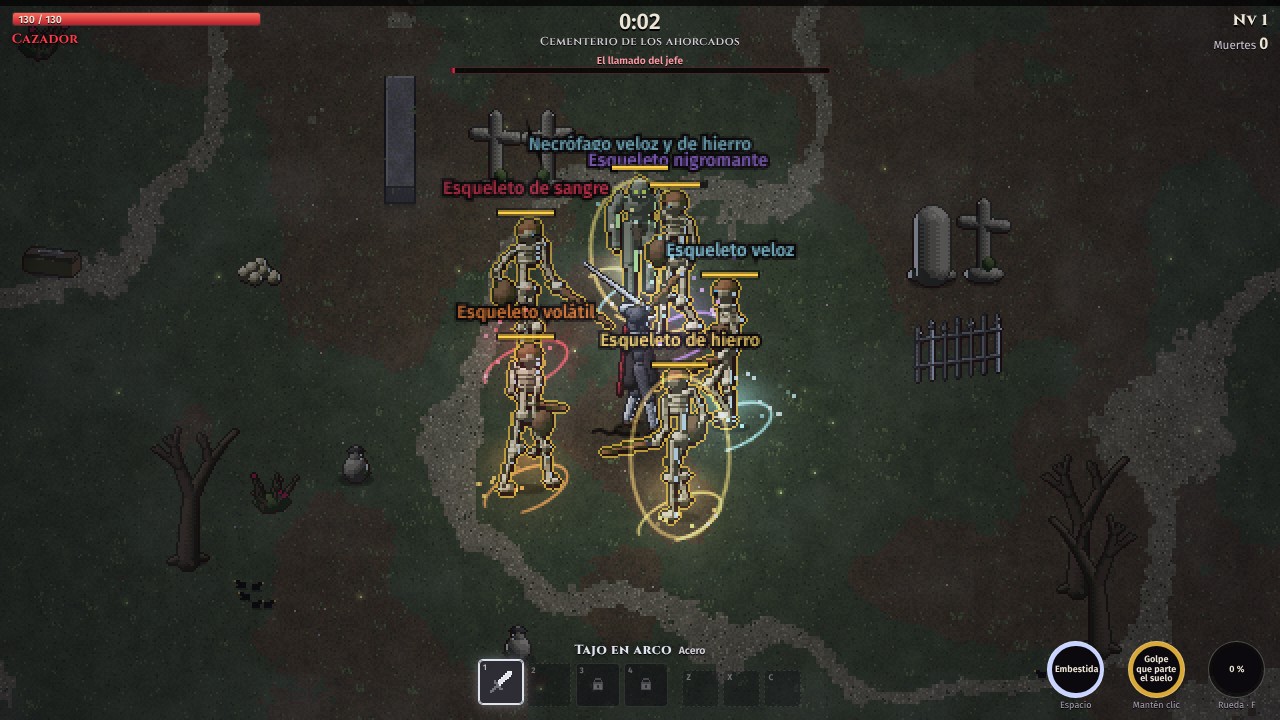 130 / 130
Cazador
0:02
Cementerio de los ahorcados
El llamado del jefe
Nv 1
Muertes 0
Necrófago veloz y de hierro
Esqueleto nigromante
Esqueleto de sangre
Esqueleto veloz
Esqueleto volátil
Esqueleto de hierro
Tajo en arco Acero
1 2 3 4 Z X C
Embestida
Espacio
Golpe
que parte
el suelo
Mantén clic
0 %
Rueda · F